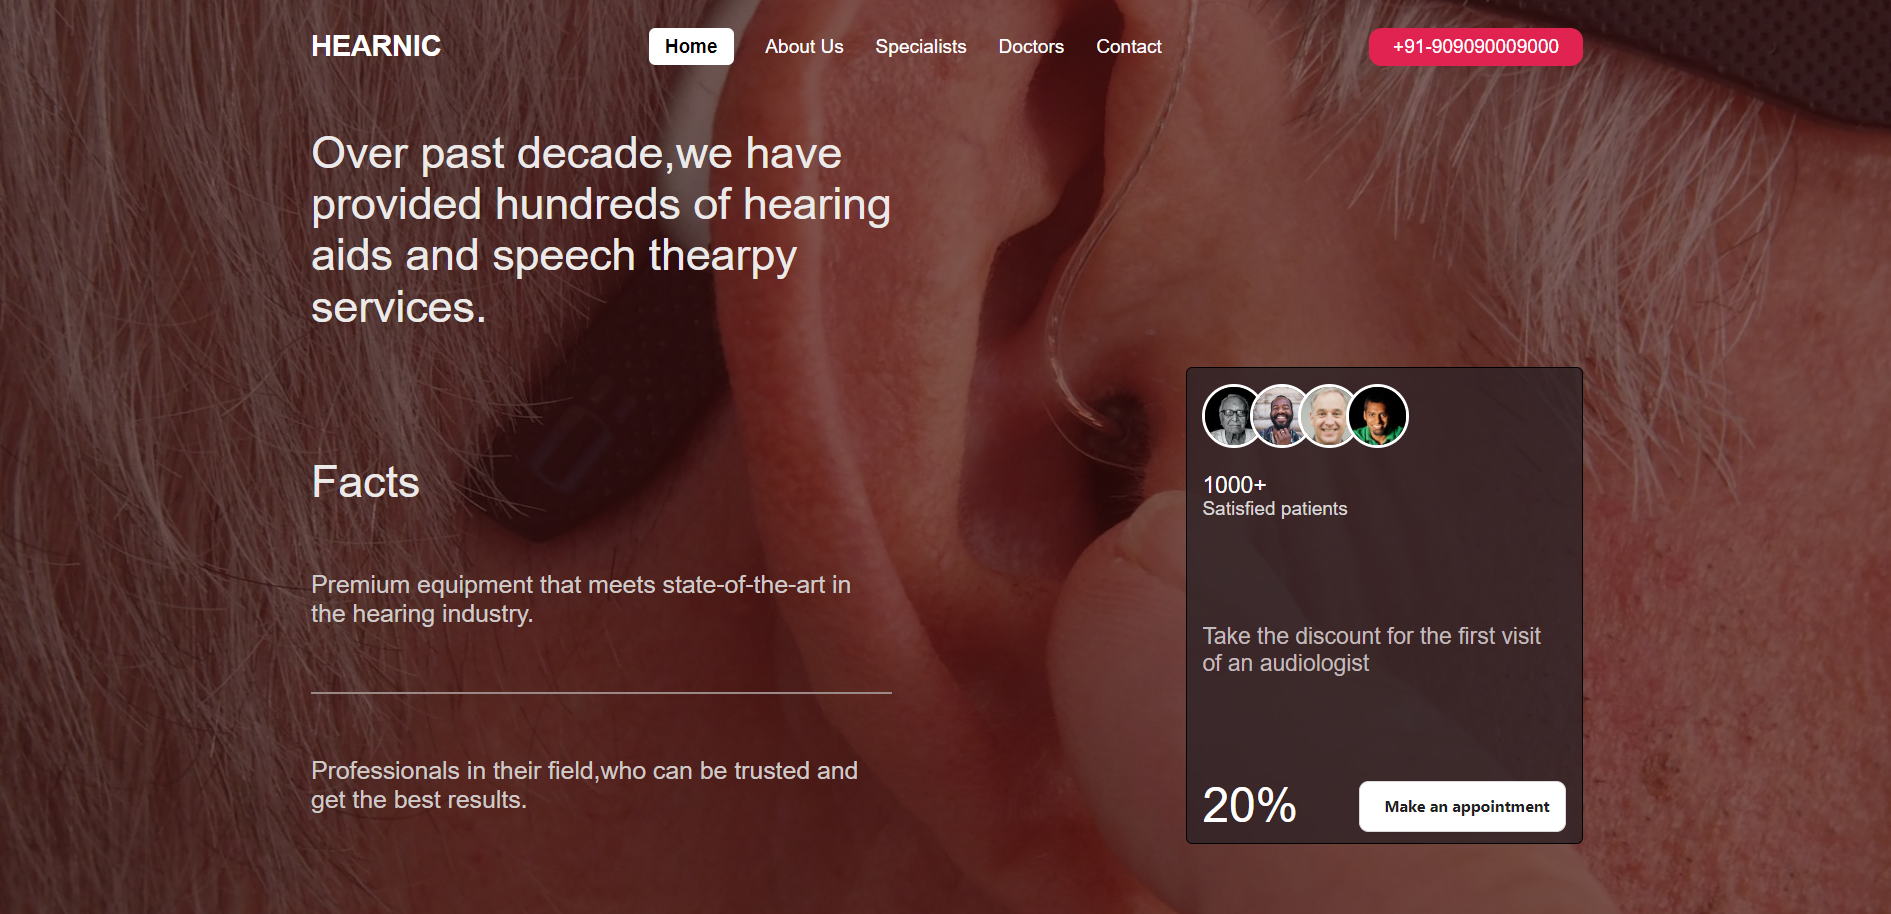 HEARNIC
Home
About Us
Specialists
Doctors
Contact
+91-909090009000
Over past decade,we have
provided hundreds of hearing
aids and speech thearpy
services.
Facts
Premium equipment that meets state-of-the-art in
the hearing industry.
Professionals in their field,who can be trusted and
get the best results.
1000+
Satisfied patients
Take the discount for the first visit
of an audiologist
20%
Make an appointment